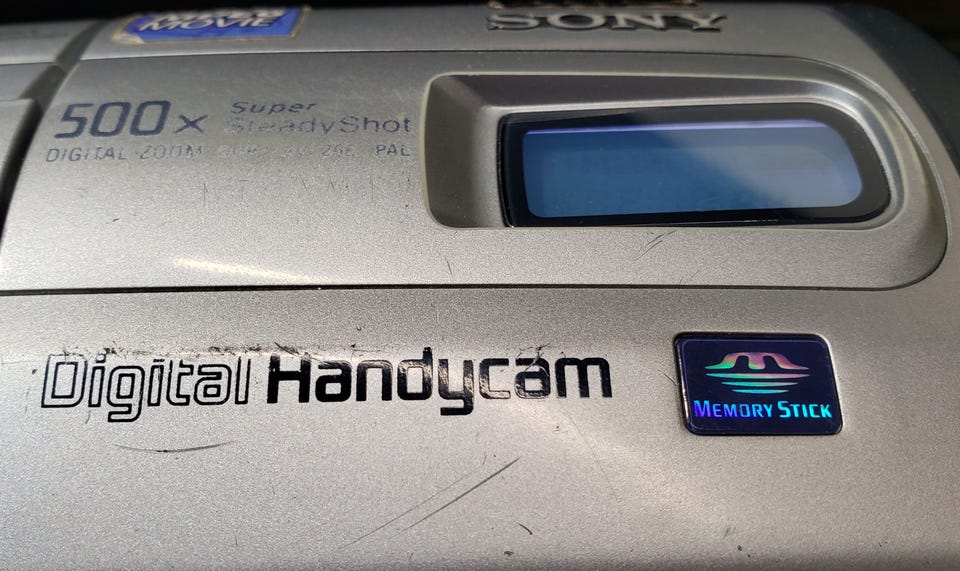 MOVIE
SONY
500x
Super
SteadyShot
DIGITAL ZOOM
PAL
Digital Handycam
MEMORY STICK